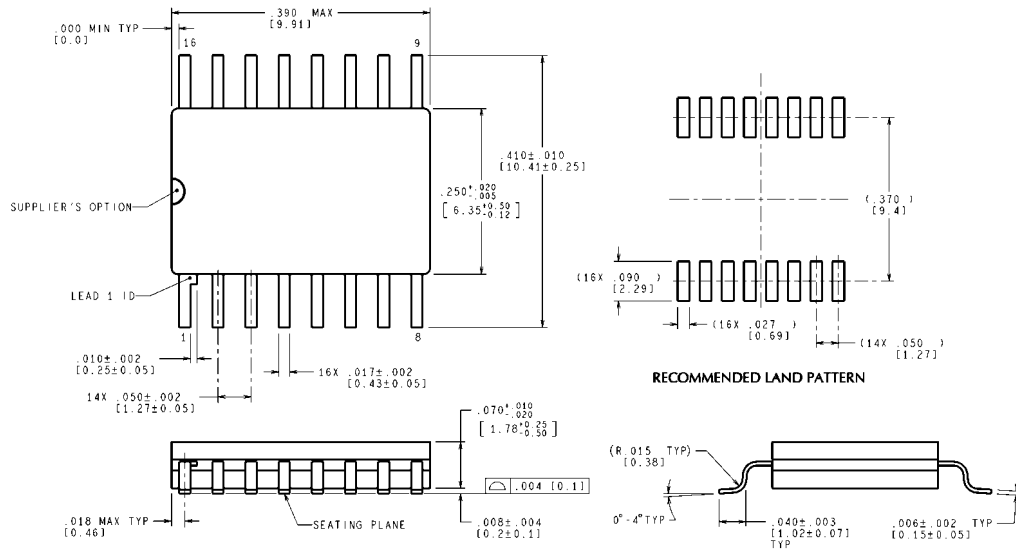 .390 MAX
[9.91]
.000 MIN TYP
[0.0]
16
9
.410±.010
[10.41±0.25]
.250+.020
-.005
[ 6.35+0.50
-0.12 ]
SUPPLIER'S OPTION
LEAD 1 ID
1
8
.010±.002
[0.25±0.05]
16X .017±.002
[0.43±0.05]
14X .050±.002
[1.27±0.05]
(.370 )
[9.4]
(16X .090 )
[2.29]
(16X .027 )
[0.69]
(14X .050 )
[1.27]
RECOMMENDED LAND PATTERN
.070+.010
-.020
[ 1.78+0.25
-0.50 ]
.004 [0.1]
.018 MAX TYP
[0.46]
SEATING PLANE
.008±.004
[0.2±0.1]
(R.015 TYP)
[0.38]
0°-4° TYP
.040±.003
[1.02±0.07]
TYP
.006±.002 TYP
[0.15±0.05]